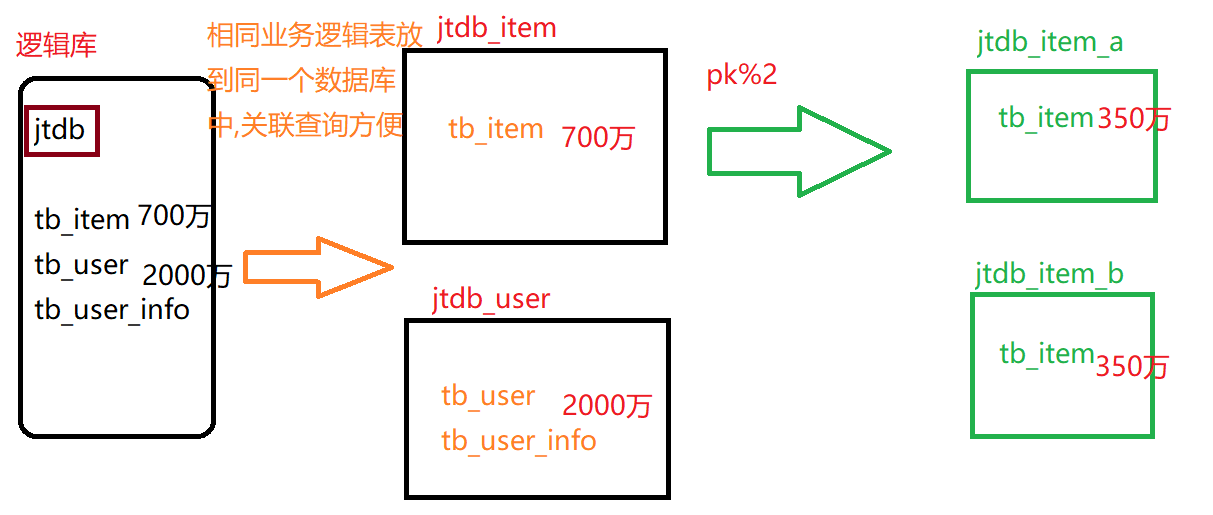 逻辑库
jtdb
tb_item 700万
tb_user 2000万
tb_user_info
相同业务逻辑表放
到同一个数据库
中,关联查询方便
jtdb_item
tb_item 700万
jtdb_user
tb_user 2000万
tb_user_info
pk%2
jtdb_item_a
tb_item 350万
jtdb_item_b
tb_item 350万